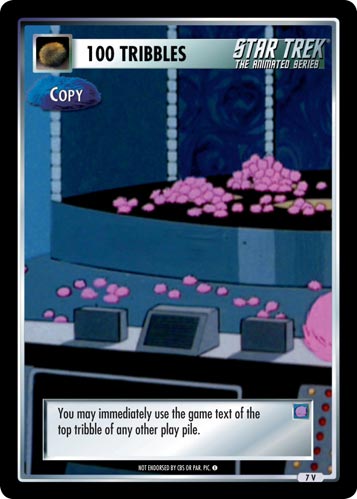 100 TRIBBLES
STAR TREK
THE ANIMATED SERIES
COPY
You may immediately use the game text of the
top tribble of any other play pile.
7 V
NOT ENDORSED BY CBS OR PAR. PIC.